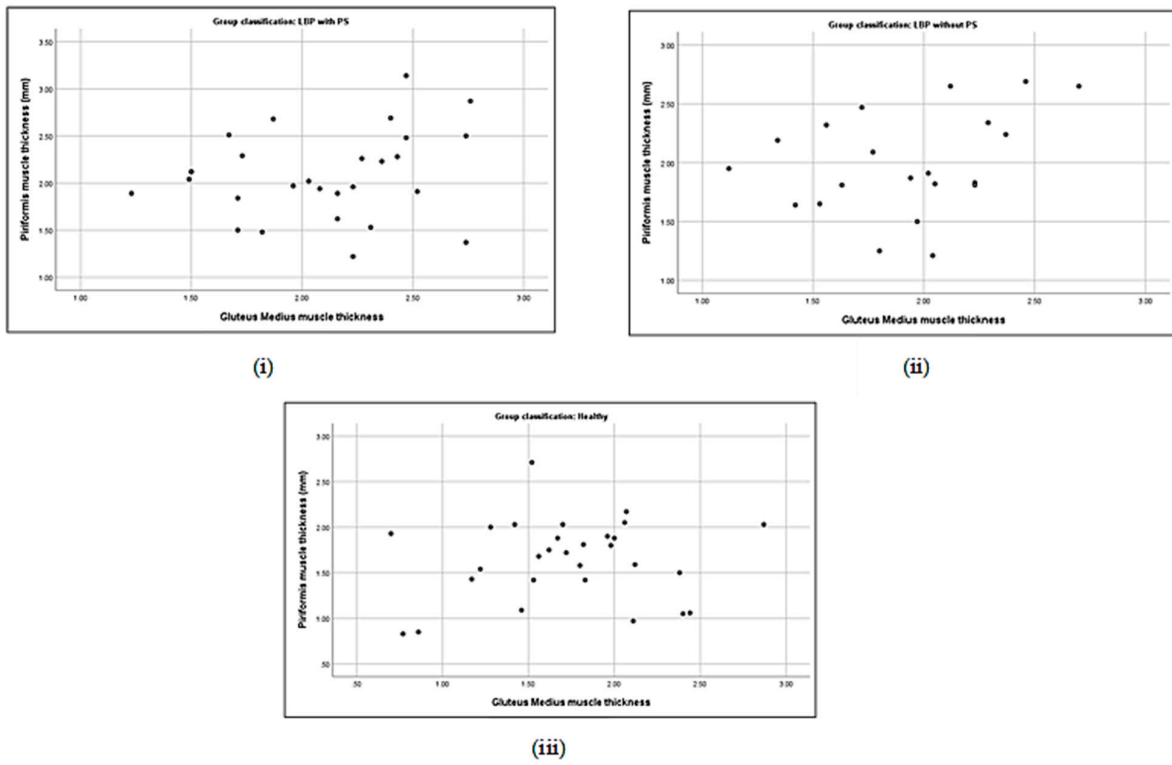 Group classification: LBP with PS
3.50
3.00
2.50
2.00
1.50
1.00
Piriformis muscle thickness (mm)
1.00 1.50 2.00 2.50 3.00
Gluteus Medius muscle thickness
(i)
Group classification: LBP without PS
3.00
2.50
2.00
1.50
1.00
Piriformis muscle thickness (mm)
1.00 1.50 2.00 2.50 3.00
Gluteus Medius muscle thickness
(ii)
Group classification: Healthy
3.00
2.50
2.00
1.50
1.00
.50
Piriformis muscle thickness (mm)
.50 1.00 1.50 2.00 2.50 3.00
Gluteus Medius muscle thickness
(iii)